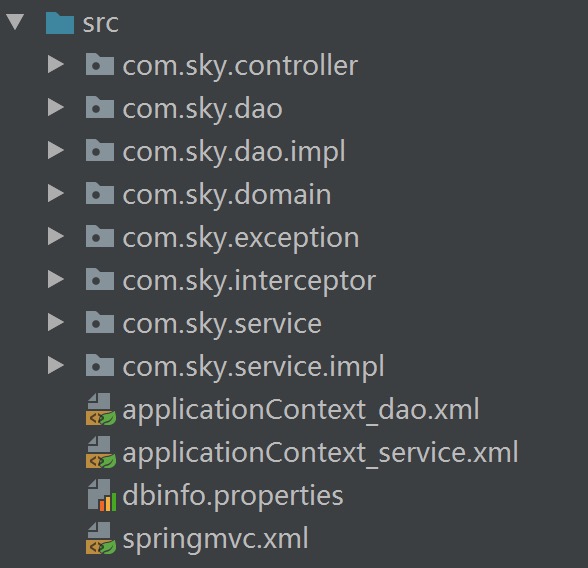 src
com.sky.controller
com.sky.dao
com.sky.dao.impl
com.sky.domain
com.sky.exception
com.sky.interceptor
com.sky.service
com.sky.service.impl
applicationContext_dao.xml
applicationContext_service.xml
dbinfo.properties
springmvc.xml